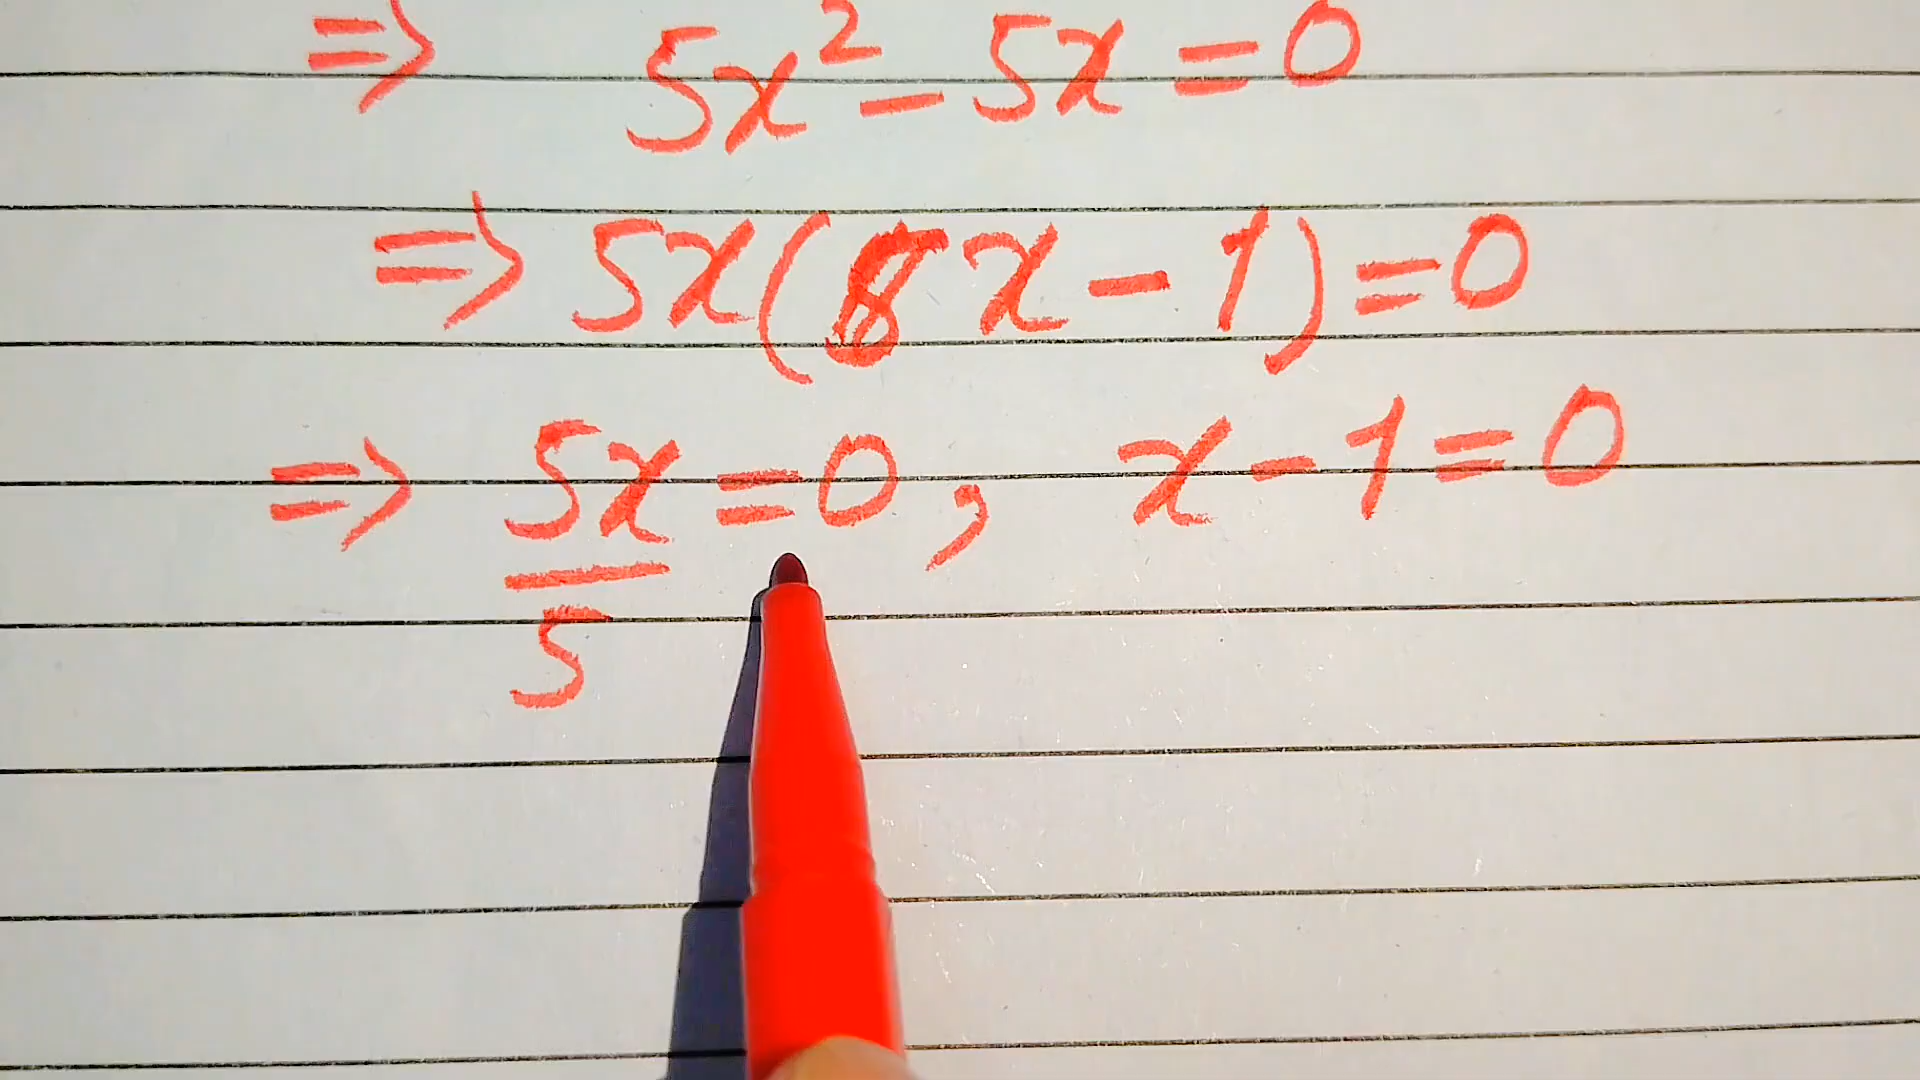 ⇒ 5x² - 5x = 0
⇒ 5x( x - 1) = 0
⇒ 5x = 0 , x - 1 = 0
5